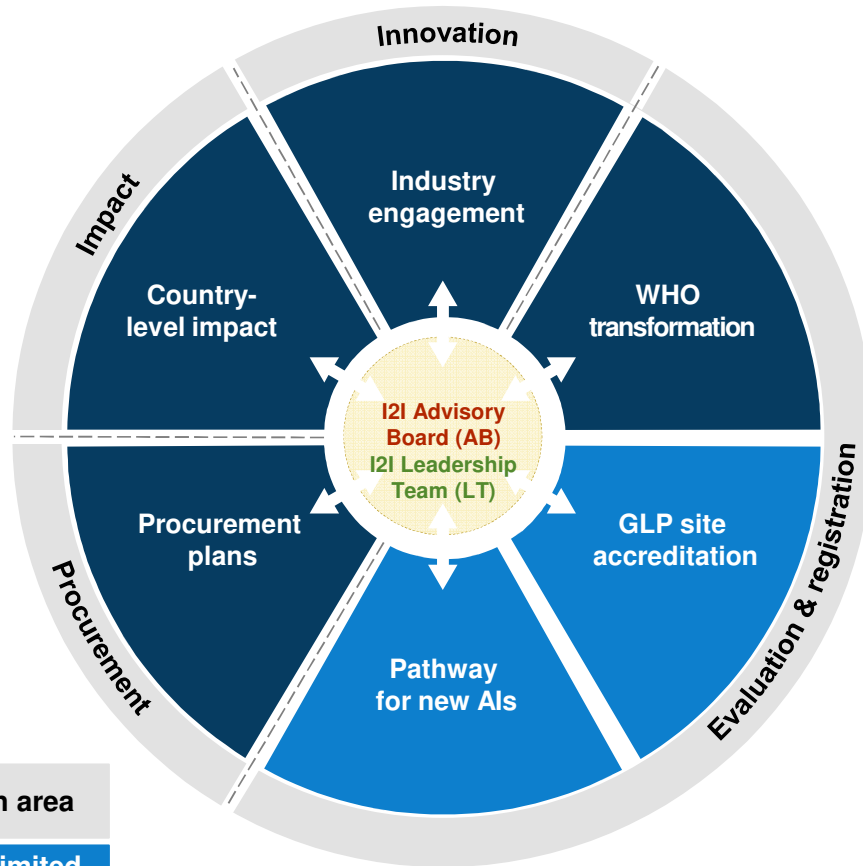 Innovation
Industry
engagement
Impact
Country-
level impact
WHO
transformation
I2I Advisory
Board (AB)
I2I Leadership
Team (LT)
Procurement
plans
GLP site
accreditation
Pathway
for new AIs
Procurement
Evaluation & registration
area